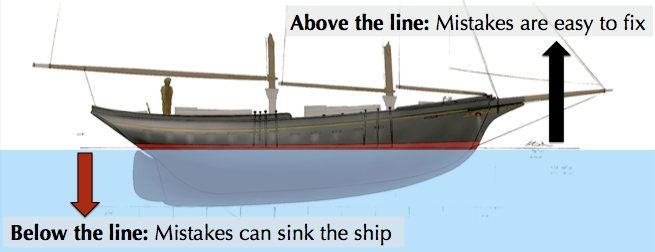 Above the line: Mistakes are easy to fix
Below the line: Mistakes can sink the ship